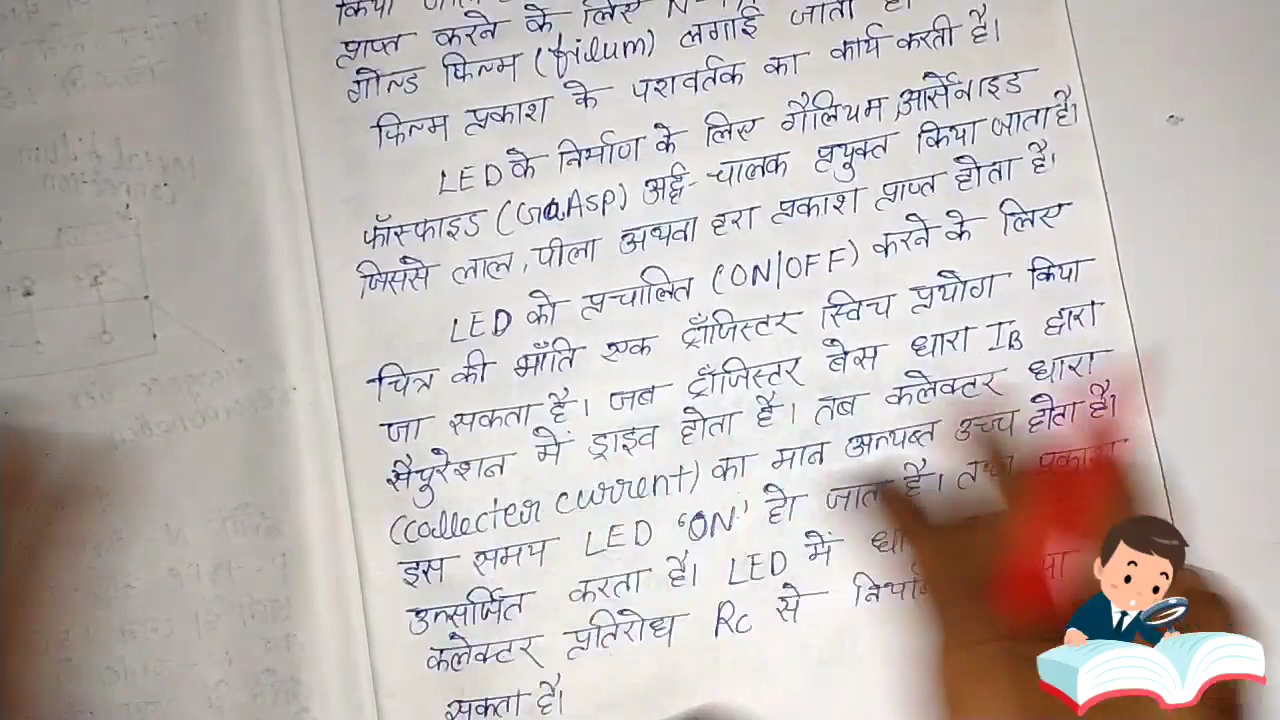 प्राप्त करने के लिए
गोल्ड फिल्म (filum) लगाई जाती है।
फिल्म प्रकाश के परावर्तक का कार्य करती है।
LED के निर्माण के लिए गैलियम आर्सेनाइड
फॉस्फाइड (GaAsP) अर्द्ध-चालक प्रयुक्त किया जाता है।
जिससे लाल, पीला अथवा हरा प्रकाश प्राप्त होता है।
LED को प्रचालित (ON/OFF) करने के लिए
चित्र की भाँति एक ट्राँजिस्टर स्विच प्रयोग किया
जा सकता है। जब ट्राँजिस्टर बेस धारा IB द्वारा
सैपुरेशन में ड्राइव होता है। तब कलेक्टर धारा
(Collecter current) का मान अत्यन्त उच्च होता है।
इस समय LED 'ON' हो जाता है। तथा प्रकाश
उत्सर्जित करता है। LED में
कलेक्टर प्रतिरोध Rc से
सकता है।